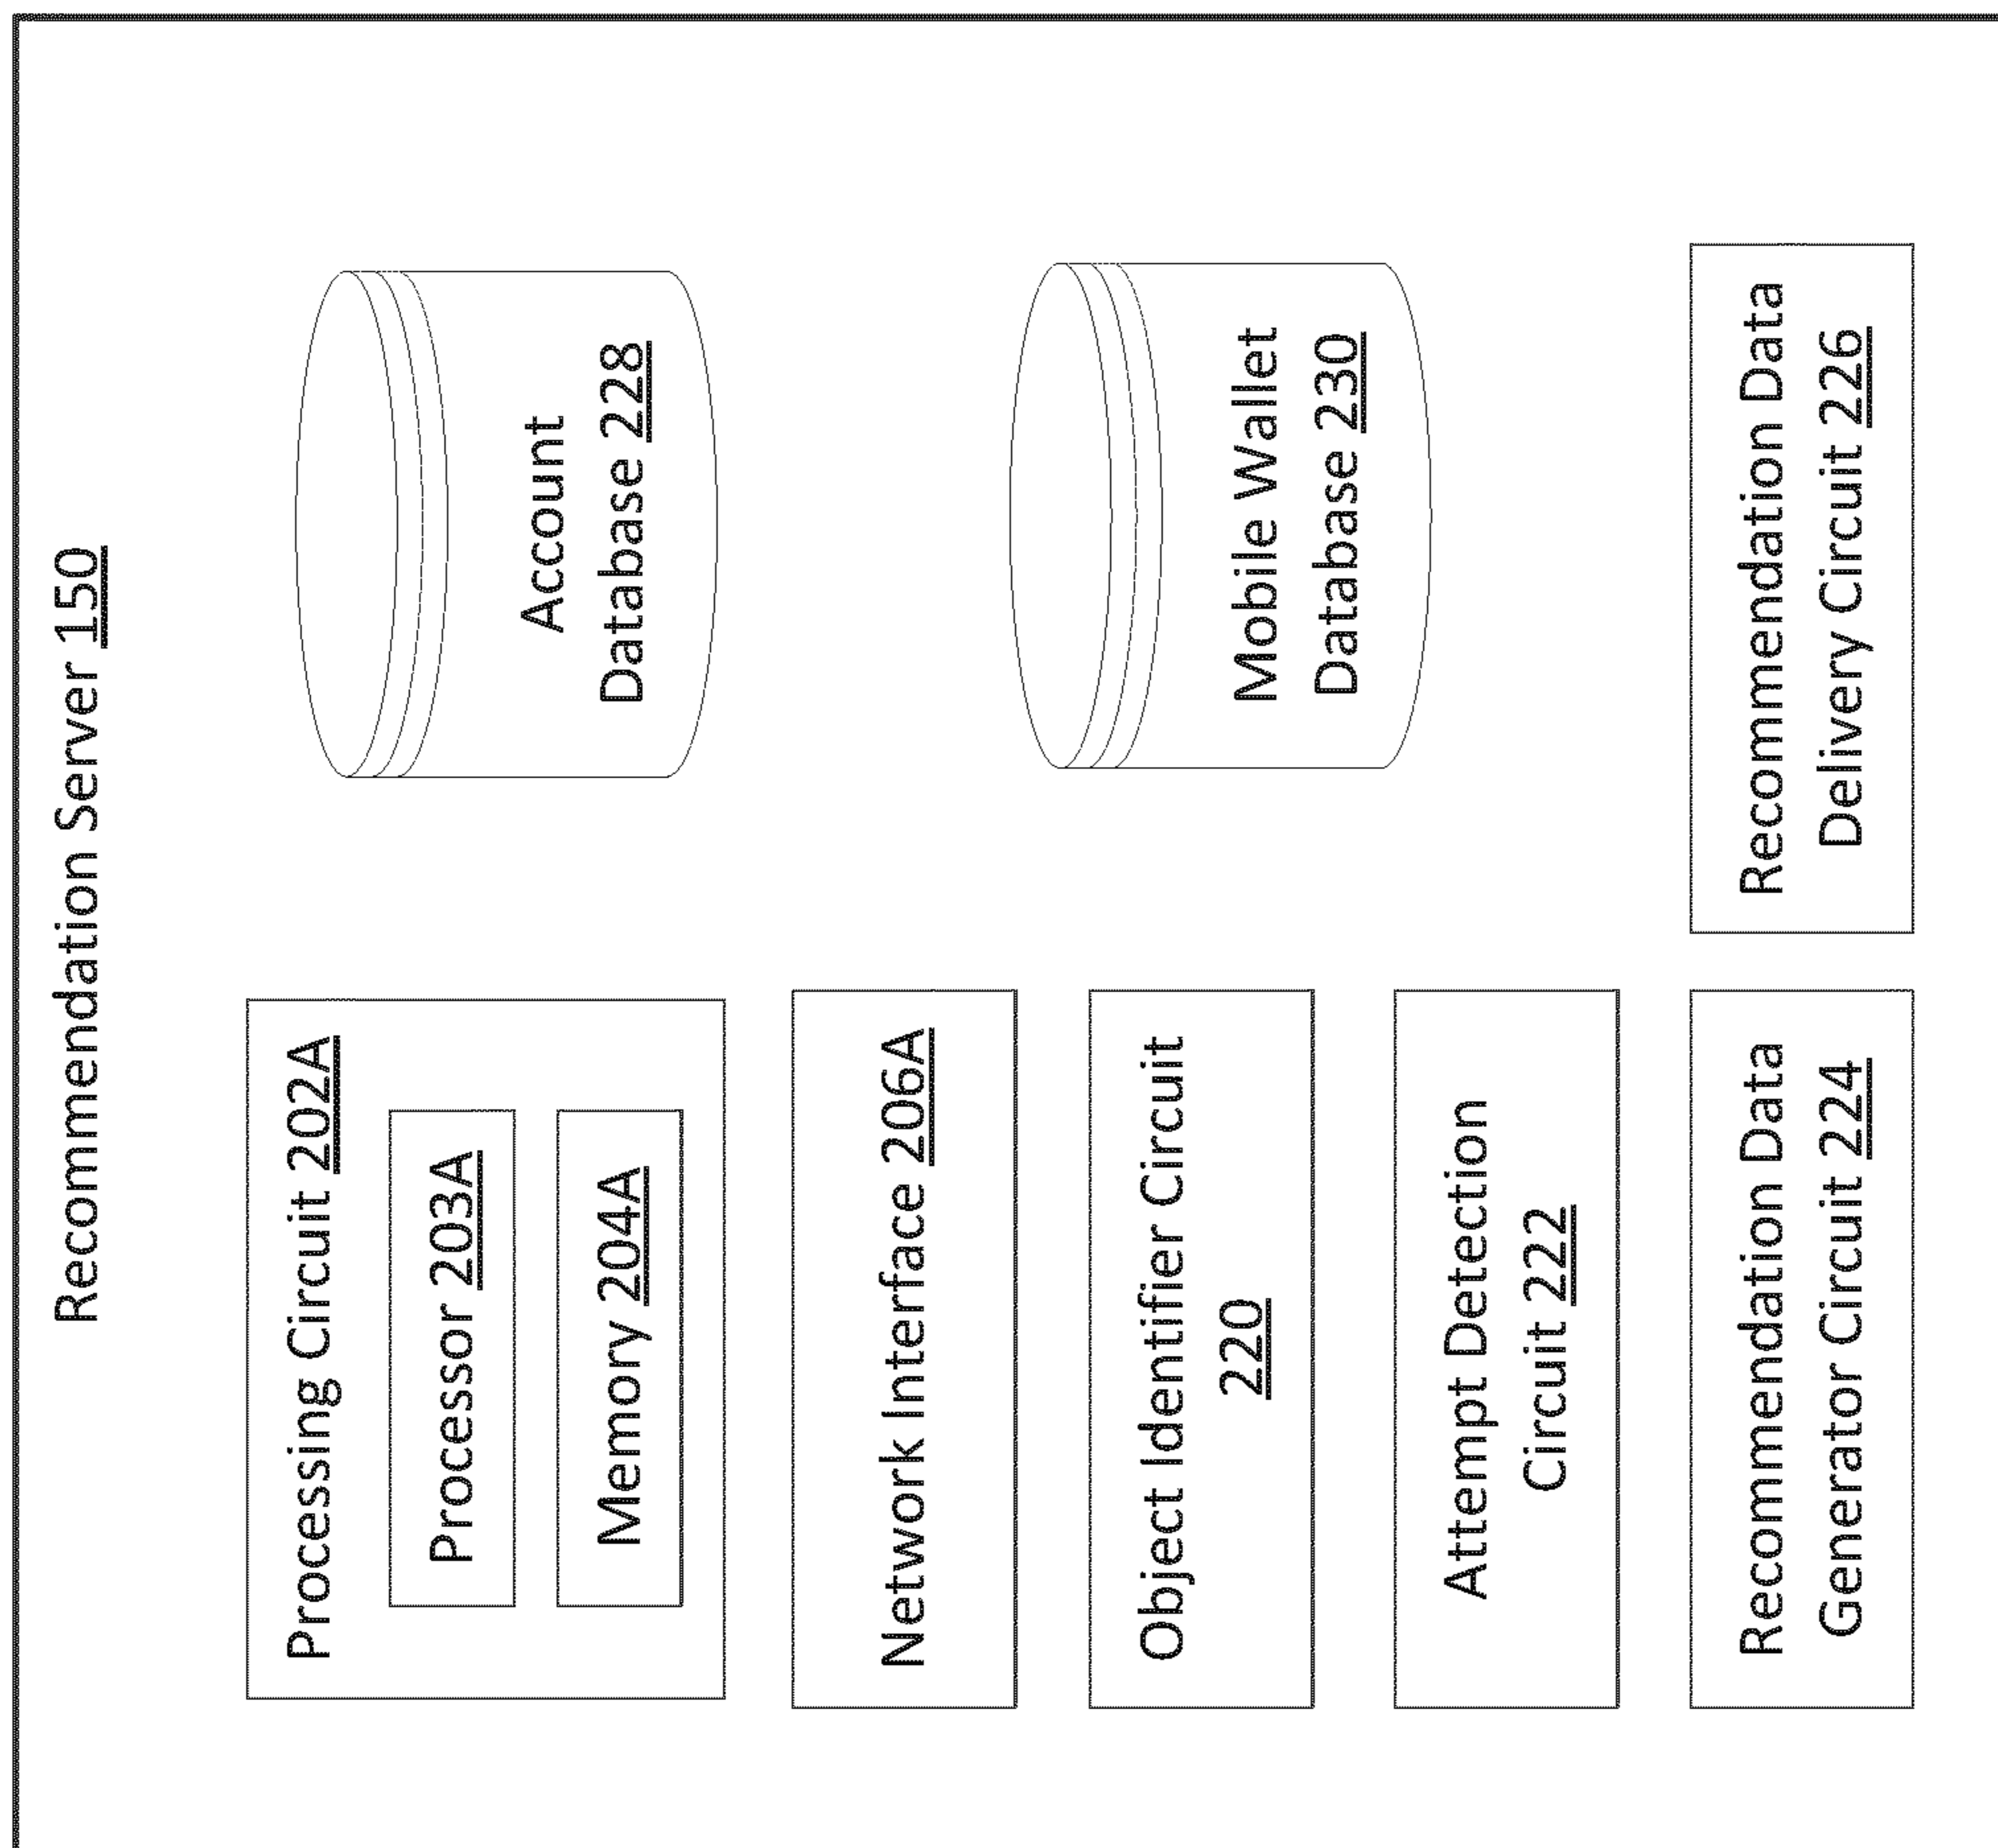 Recommendation Server 150
Processing Circuit 202A
Processor 203A
Memory 204A
Network Interface 206A
Object Identifier Circuit
220
Attempt Detection
Circuit 222
Recommendation Data
Generator Circuit 224
Account
Database 228
Mobile Wallet
Database 230
Recommendation Data
Delivery Circuit 226